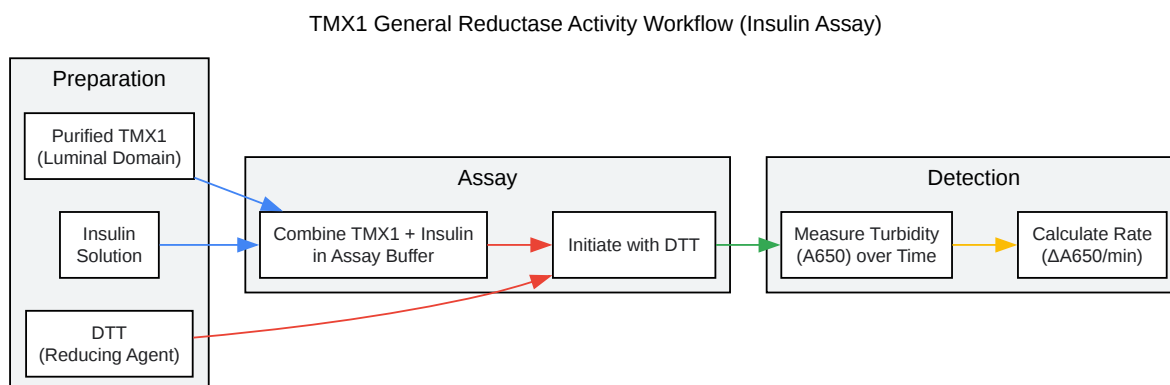 TMX1 General Reductase Activity Workflow (Insulin Assay)
Preparation
Purified TMX1
(Luminal Domain)
Insulin
Solution
DTT
(Reducing Agent)
Assay
Combine TMX1 + Insulin
in Assay Buffer
Initiate with DTT
Detection
Measure Turbidity
(A650) over Time
Calculate Rate
(ΔA650/min)